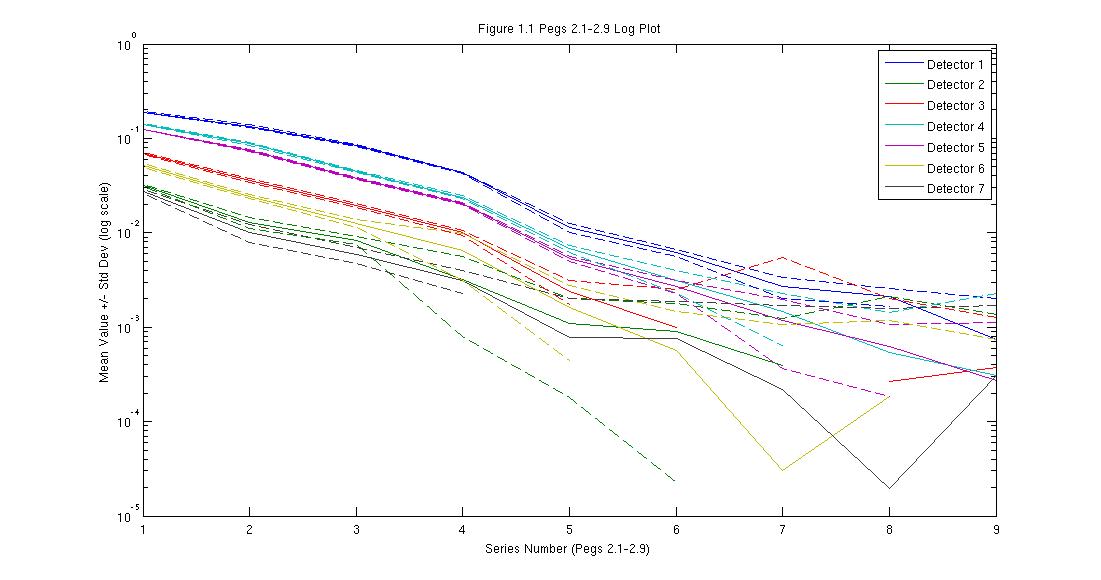 Figure 1.1 Pegs 2.1-2.9 Log Plot
Mean Value +/- Std Dev (log scale)
10^0
10^-1
10^-2
10^-3
10^-4
10^-5
Detector 1
Detector 2
Detector 3
Detector 4
Detector 5
Detector 6
Detector 7
1 2 3 4 5 6 7 8 9
Series Number (Pegs 2.1-2.9)